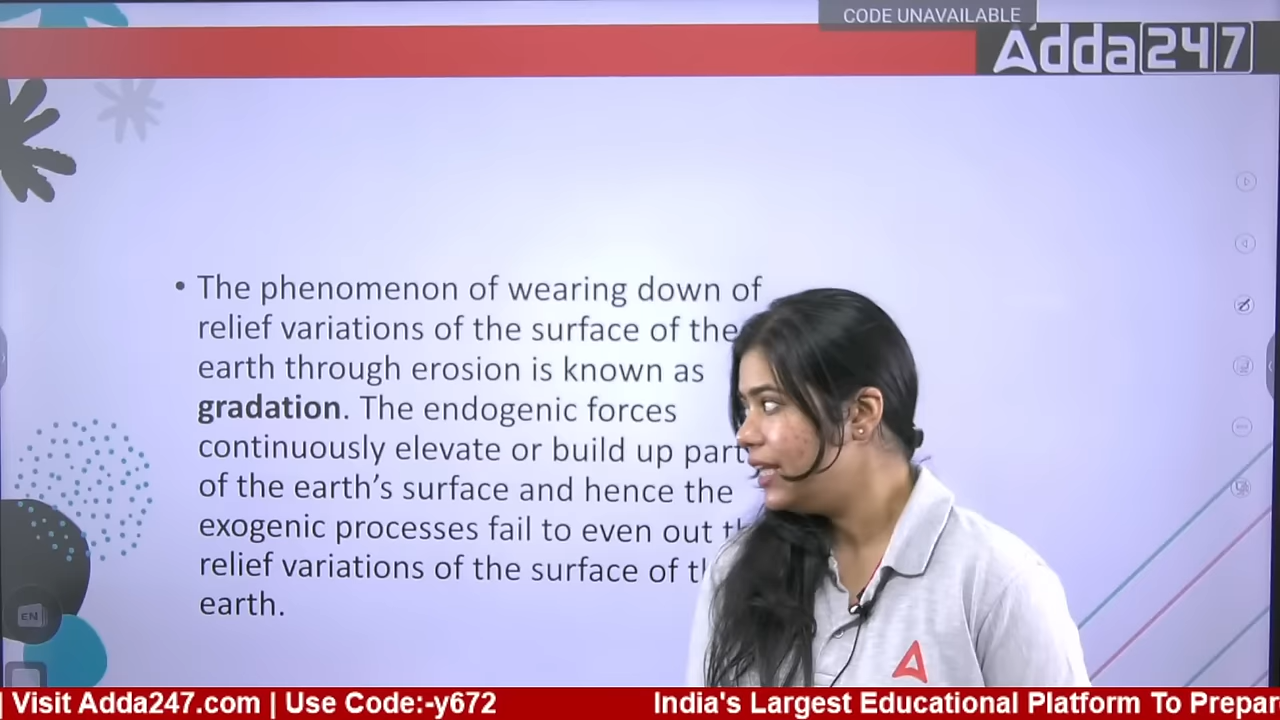 CODE UNAVAILABLE
Adda247
• The phenomenon of wearing down of
relief variations of the surface of the
earth through erosion is known as
gradation. The endogenic forces
continuously elevate or build up part
of the earth's surface and hence the
exogenic processes fail to even out
relief variations of the surface of
earth.
EN
| Visit Adda247.com | Use Code:-y672
India's Largest Educational Platform To Prepar